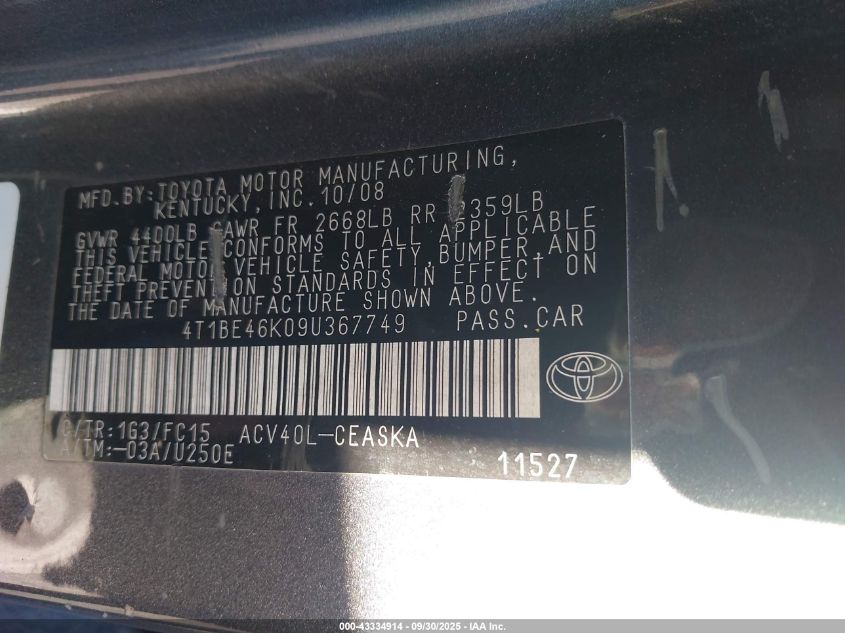 MFD. BY: TOYOTA MOTOR MANUFACTURING,
KENTUCKY, INC. 10/08
GVWR 4400LB GAWR FR 2668LB RR 2359LB
THIS VEHICLE CONFORMS TO ALL APPLICABLE
FEDERAL MOTOR VEHICLE SAFETY, BUMPER, AND
THEFT PREVENTION STANDARDS IN EFFECT ON
THE DATE OF MANUFACTURE SHOWN ABOVE.
4T1BE46K09U367749 PASS. CAR
C/TR: 1G3/FC15 ACV40L-CEASKA
A/TM: -03A/U250E
11527
000-43334914 - 09/30/2025 - IAA Inc.